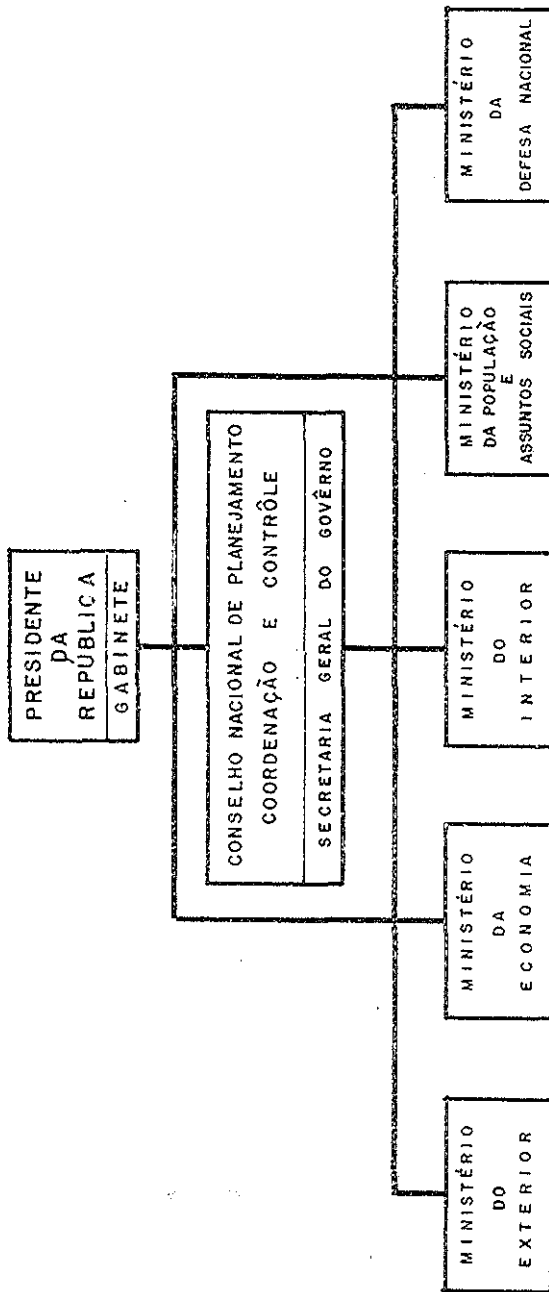 PRESIDENTE
DA
REPÚBLICA
GABINETE
CONSELHO NACIONAL DE PLANEJAMENTO
COORDENAÇÃO E CONTRÔLE
SECRETARIA GERAL DO GOVÊRNO
MINISTÉRIO
DO
EXTERIOR
MINISTÉRIO
DA
ECONOMIA
MINISTÉRIO
DO
INTERIOR
MINISTÉRIO
DA POPULAÇÃO
E
ASSUNTOS SOCIAIS
MINISTÉRIO
DA
DEFESA NACIONAL